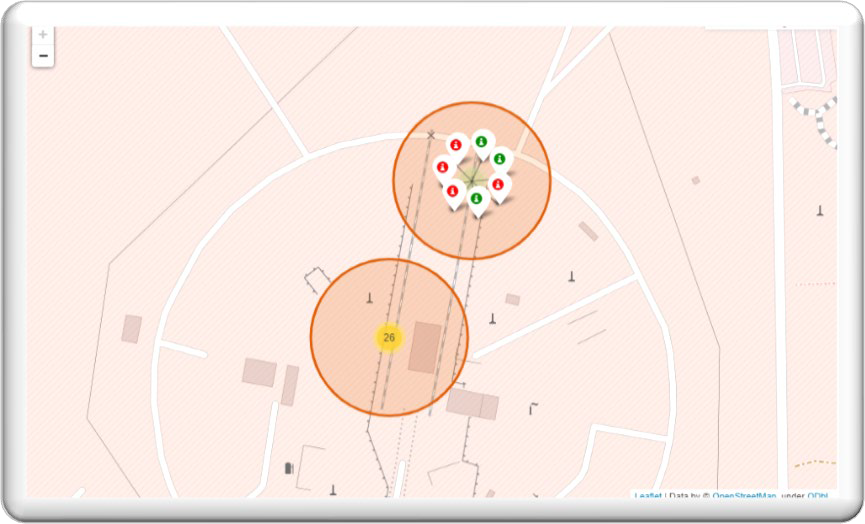 +
−
26
Leaflet | Data by © OpenStreetMap, under ODbL